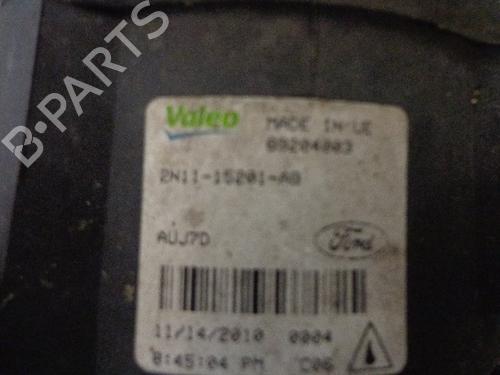 B-PARTS
Valeo
MADE IN-UE
89204803
2N11-15201-AB
AUJ7D
Ford
11/14/2010 0004
8:45:04 PM C06